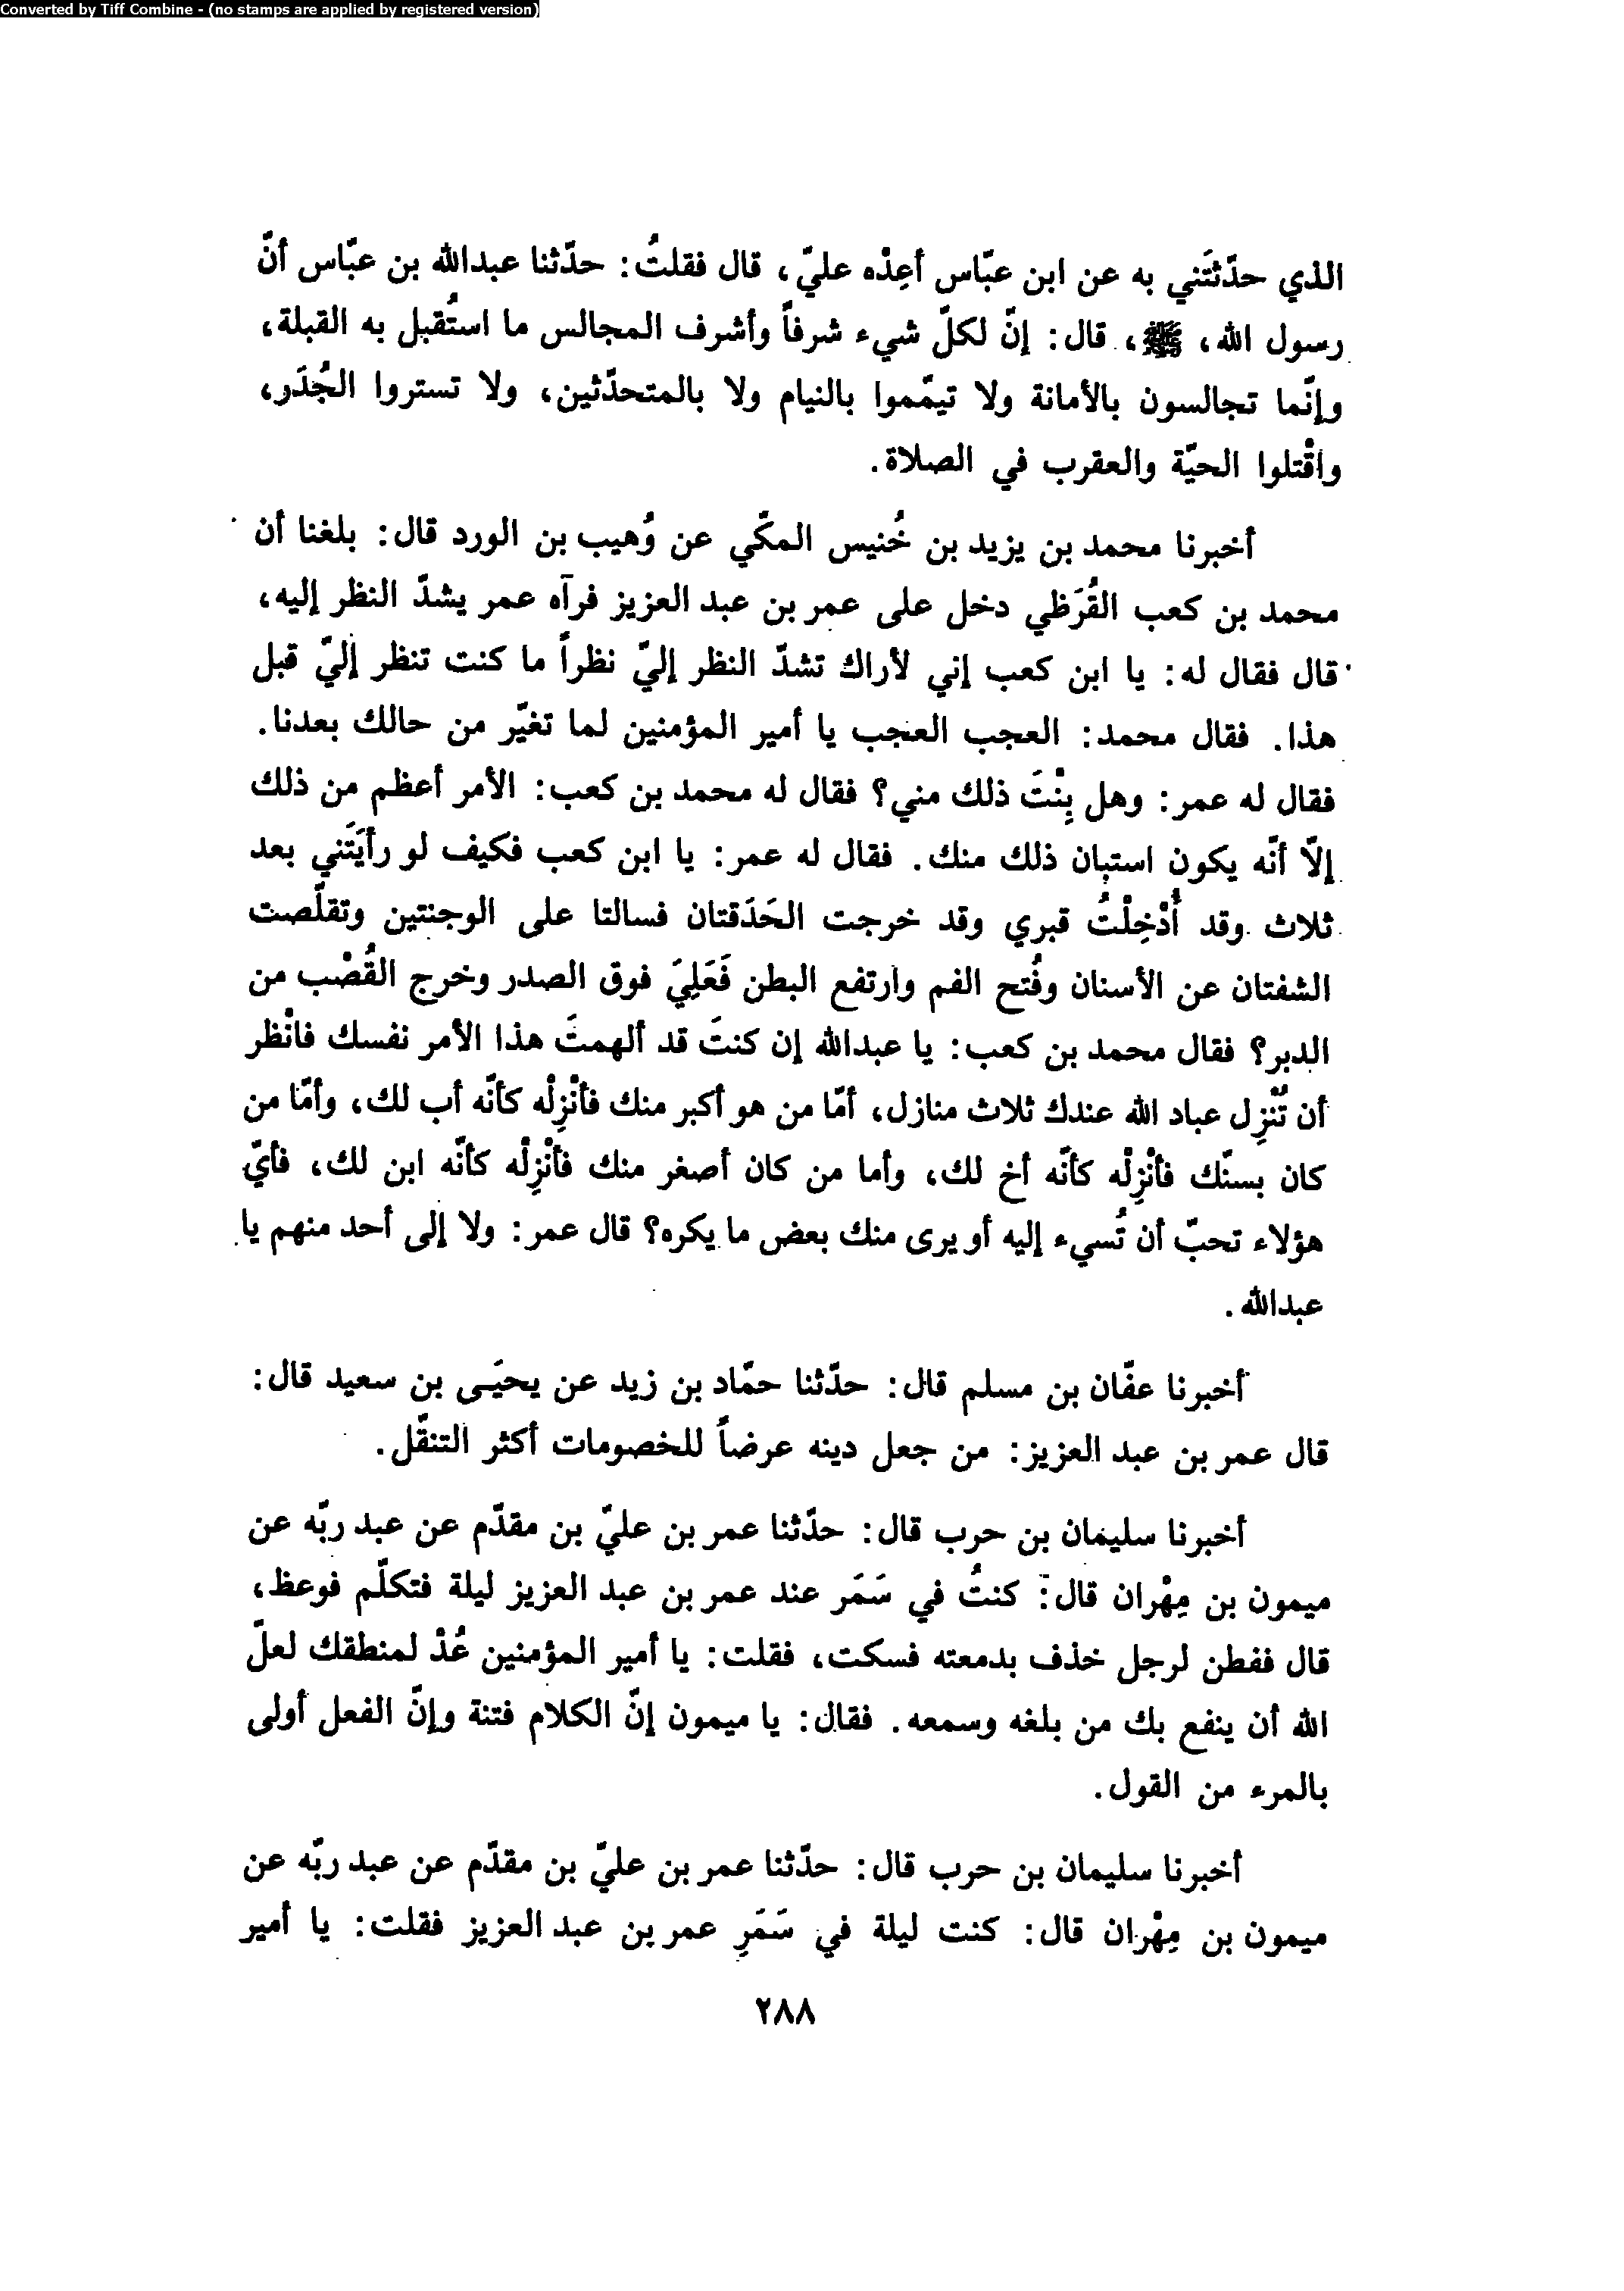 Converted by Tiff Combine - (no stamps are applied by registered version)
الذي حدّثتَني به عن ابن عبّاس أعِدْه عليّ، قال فقلتُ: حدّثنا عبدالله بن عبّاس أنّ
رسول الله، ﷺ، قال: إنّ لكلّ شيء شرفاً وأشرف المجالس ما استُقبل به القبلة،
وإنّما تجالسون بالأمانة ولا تيمّموا بالنيام ولا بالمتحدّثين، ولا تستروا الجُدَر،
واقْتلوا الحيّة والعقرب في الصلاة.
أخبرنا محمد بن يزيد بن خُنيس المكّي عن وُهيب بن الورد قال: بلغنا أن
محمد بن كعب القُرَظي دخل على عمر بن عبد العزيز فرآه عمر يشدّ النظر إليه،
قال فقال له: يا ابن كعب إني لأراك تشدّ النظر إليّ نظراً ما كنت تنظر إليّ قبل
هذا. فقال محمد: العجب العجب يا أمير المؤمنين لما تغيّر من حالك بعدنا.
فقال له عمر: وهل بِنْتَ ذلك مني؟ فقال له محمد بن كعب: الأمر أعظم من ذلك
إلاّ أنّه يكون استبان ذلك منك. فقال له عمر: يا ابن كعب فكيف لو رأيَتَني بعد
ثلاث وقد أُدْخِلْتُ قبري وقد خرجت الحَدَقتان فسالتا على الوجنتين وتقلّصت
الشفتان عن الأسنان وفُتح الفم وارتفع البطن فَعَلِيَ فوق الصدر وخرج القُصْب من
الدبر؟ فقال محمد بن كعب: يا عبدالله إن كنتَ قد ألهمتَ هذا الأمر نفسك فانْظر
أن تُنْزِل عباد الله عندك ثلاث منازل، أمّا من هو أكبر منك فأنْزِلْه كأنّه أب لك، وأمّا من
كان بسنّك فأنْزِلْه كأنّه أخ لك، وأما من كان أصغر منك فأنْزِلْه كأنّه ابن لك، فأيّ
هؤلاء تحبّ أن تُسيء إليه أو يرى منك بعض ما يكره؟ قال عمر: ولا إلى أحد منهم يا
عبدالله.
أخبرنا عفّان بن مسلم قال: حدّثنا حمّاد بن زيد عن يحيَى بن سعيد قال:
قال عمر بن عبد العزيز: من جعل دينه عرضاً للخصومات أكثر التنقّل.
أخبرنا سليمان بن حرب قال: حدّثنا عمر بن عليّ بن مقدّم عن عبد ربّه عن
ميمون بن مِهْران قال: كنتُ في سَمَر عند عمر بن عبد العزيز ليلة فتكلّم فوعظ،
قال ففطن لرجل خذف بدمعته فسكت، فقلت: يا أمير المؤمنين عُدْ لمنطقك لعلّ
الله أن ينفع بك من بلغه وسمعه. فقال: يا ميمون إنّ الكلام فتنة وإنّ الفعل أولى
بالمرء من القول.
أخبرنا سليمان بن حرب قال: حدّثنا عمر بن عليّ بن مقدّم عن عبد ربّه عن
ميمون بن مِهْران قال: كنت ليلة في سَمَرِ عمر بن عبد العزيز فقلت: يا أمير
٢٨٨